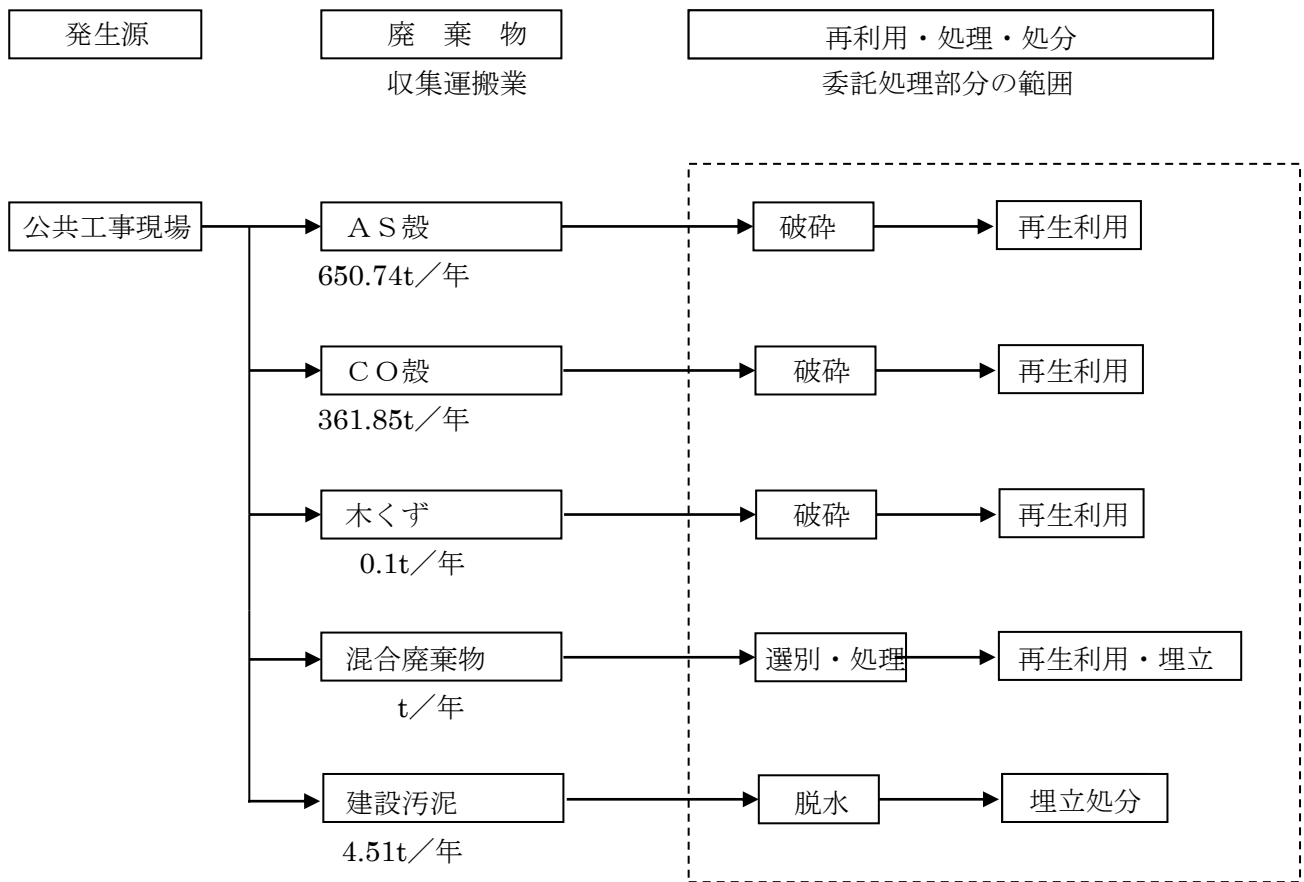 発生源
廃 棄 物
再利用・処理・処分
収集運搬業
委託処理部分の範囲
公共工事現場
ＡＳ殻
破砕
再生利用
650.74t／年
ＣＯ殻
破砕
再生利用
361.85t／年
木くず
破砕
再生利用
0.1t／年
混合廃棄物
選別・処理
再生利用・埋立
t／年
建設汚泥
脱水
埋立処分
4.51t／年